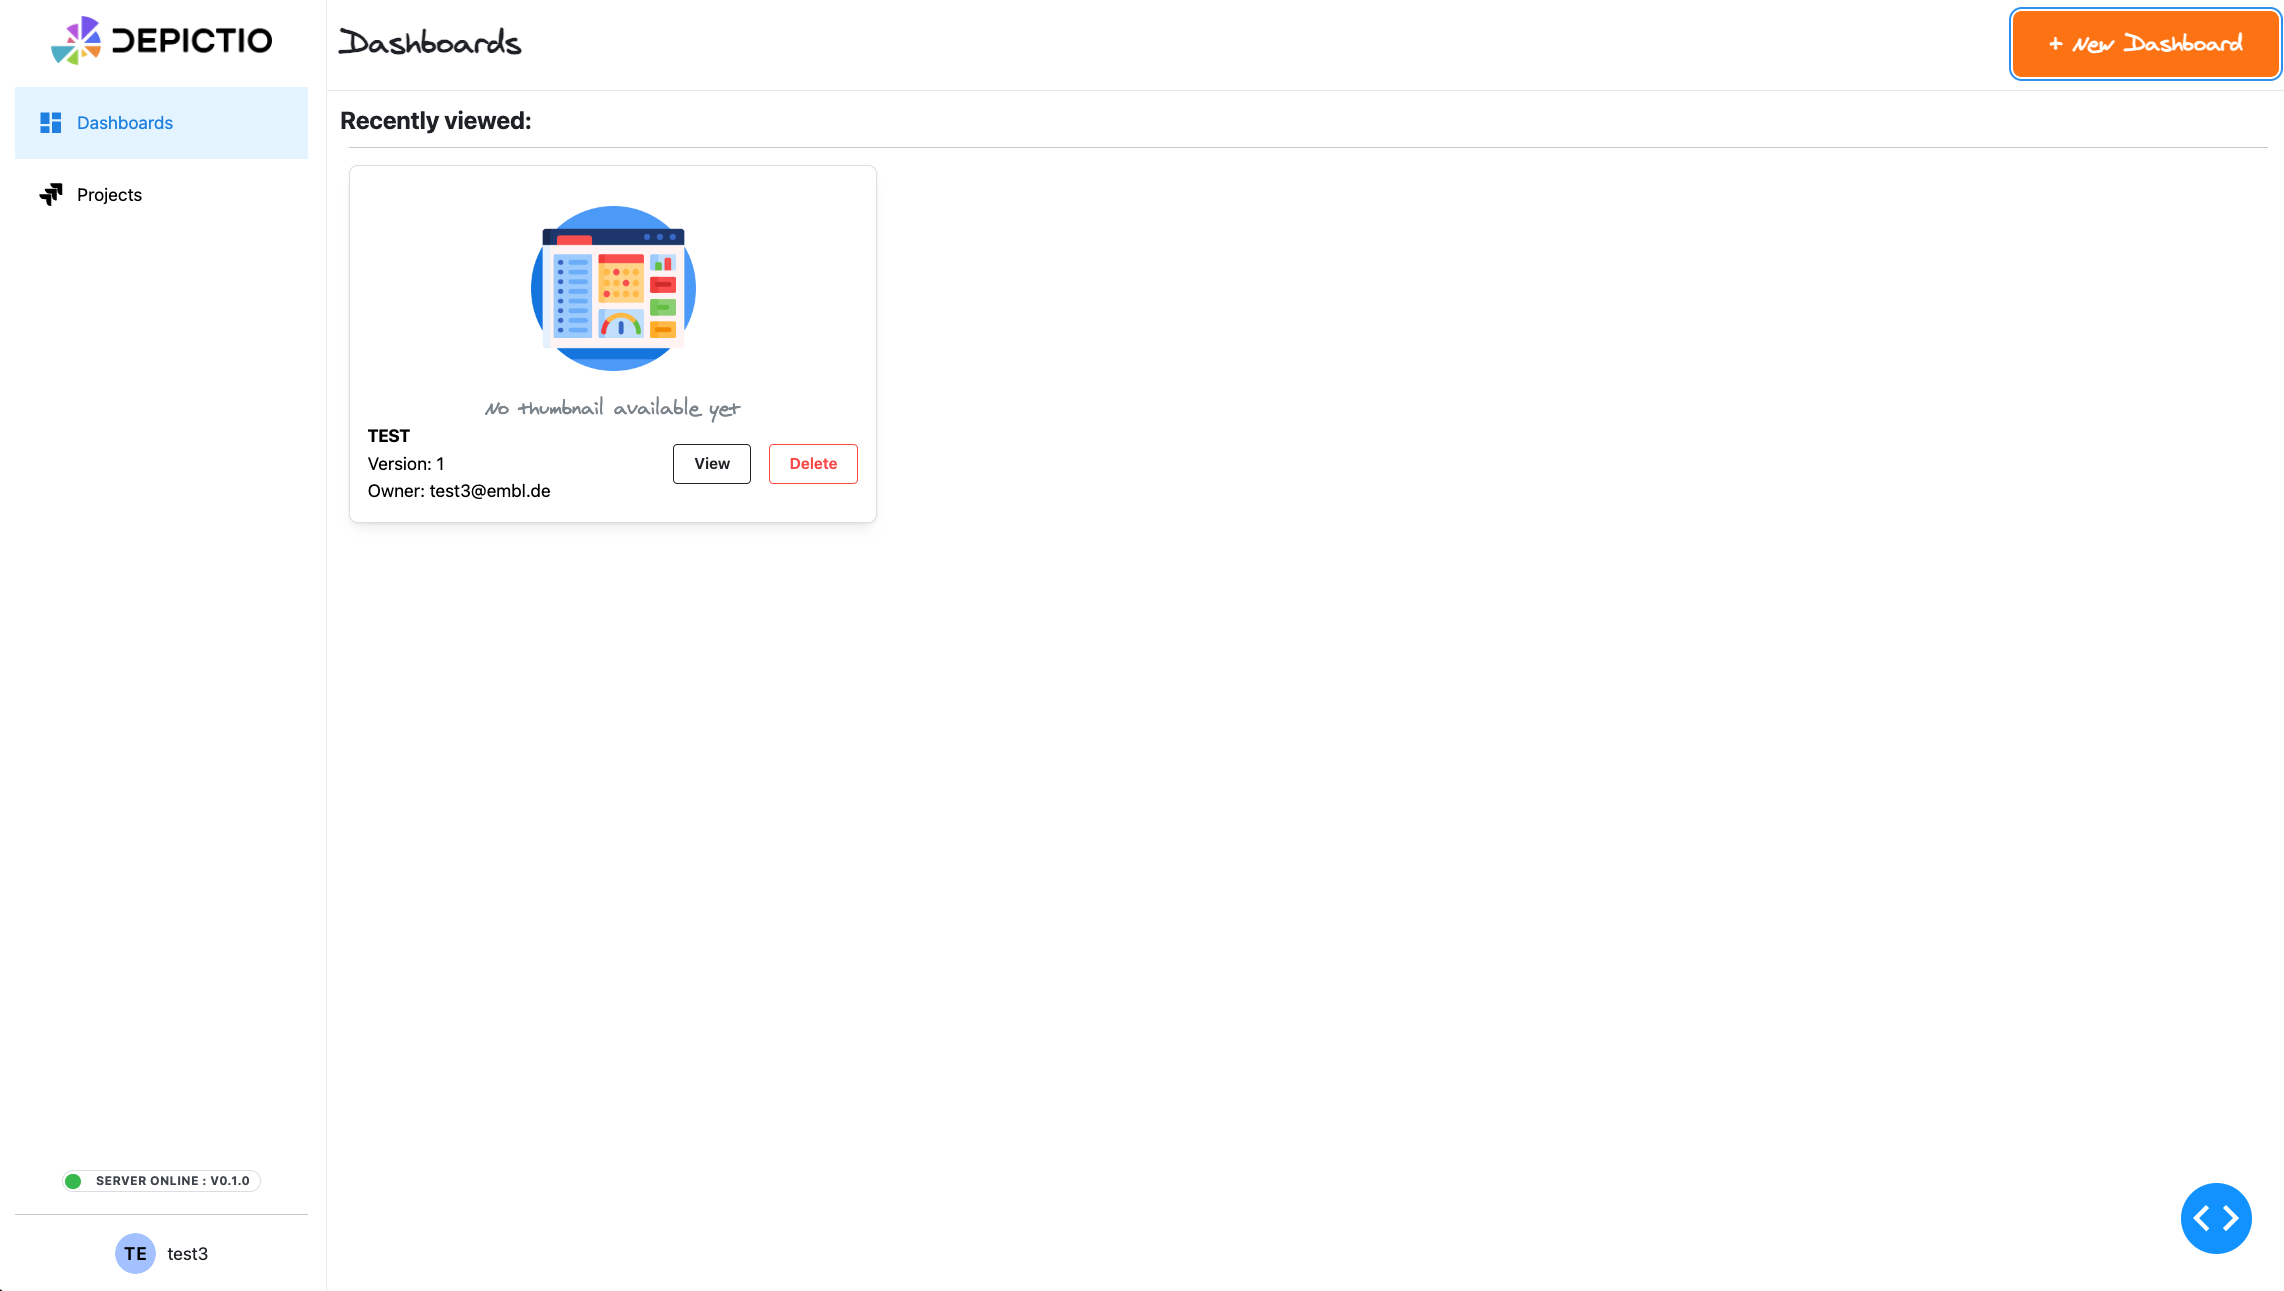 DEPICTIO
Dashboards
+ New Dashboard
Dashboards
Projects
Recently viewed:
No thumbnail available yet
TEST
Version: 1
Owner: test3@embl.de
View
Delete
SERVER ONLINE : V0.1.0
TE
test3